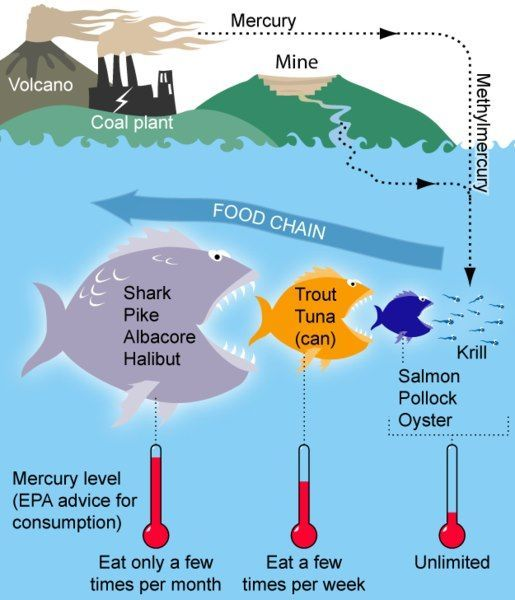 Mercury
Volcano
Coal plant
Mine
Methylmercury
FOOD CHAIN
Shark
Pike
Albacore
Halibut
Trout
Tuna
(can)
Krill
Salmon
Pollock
Oyster
Mercury level
(EPA advice for
consumption)
Eat only a few
times per month
Eat a few
times per week
Unlimited